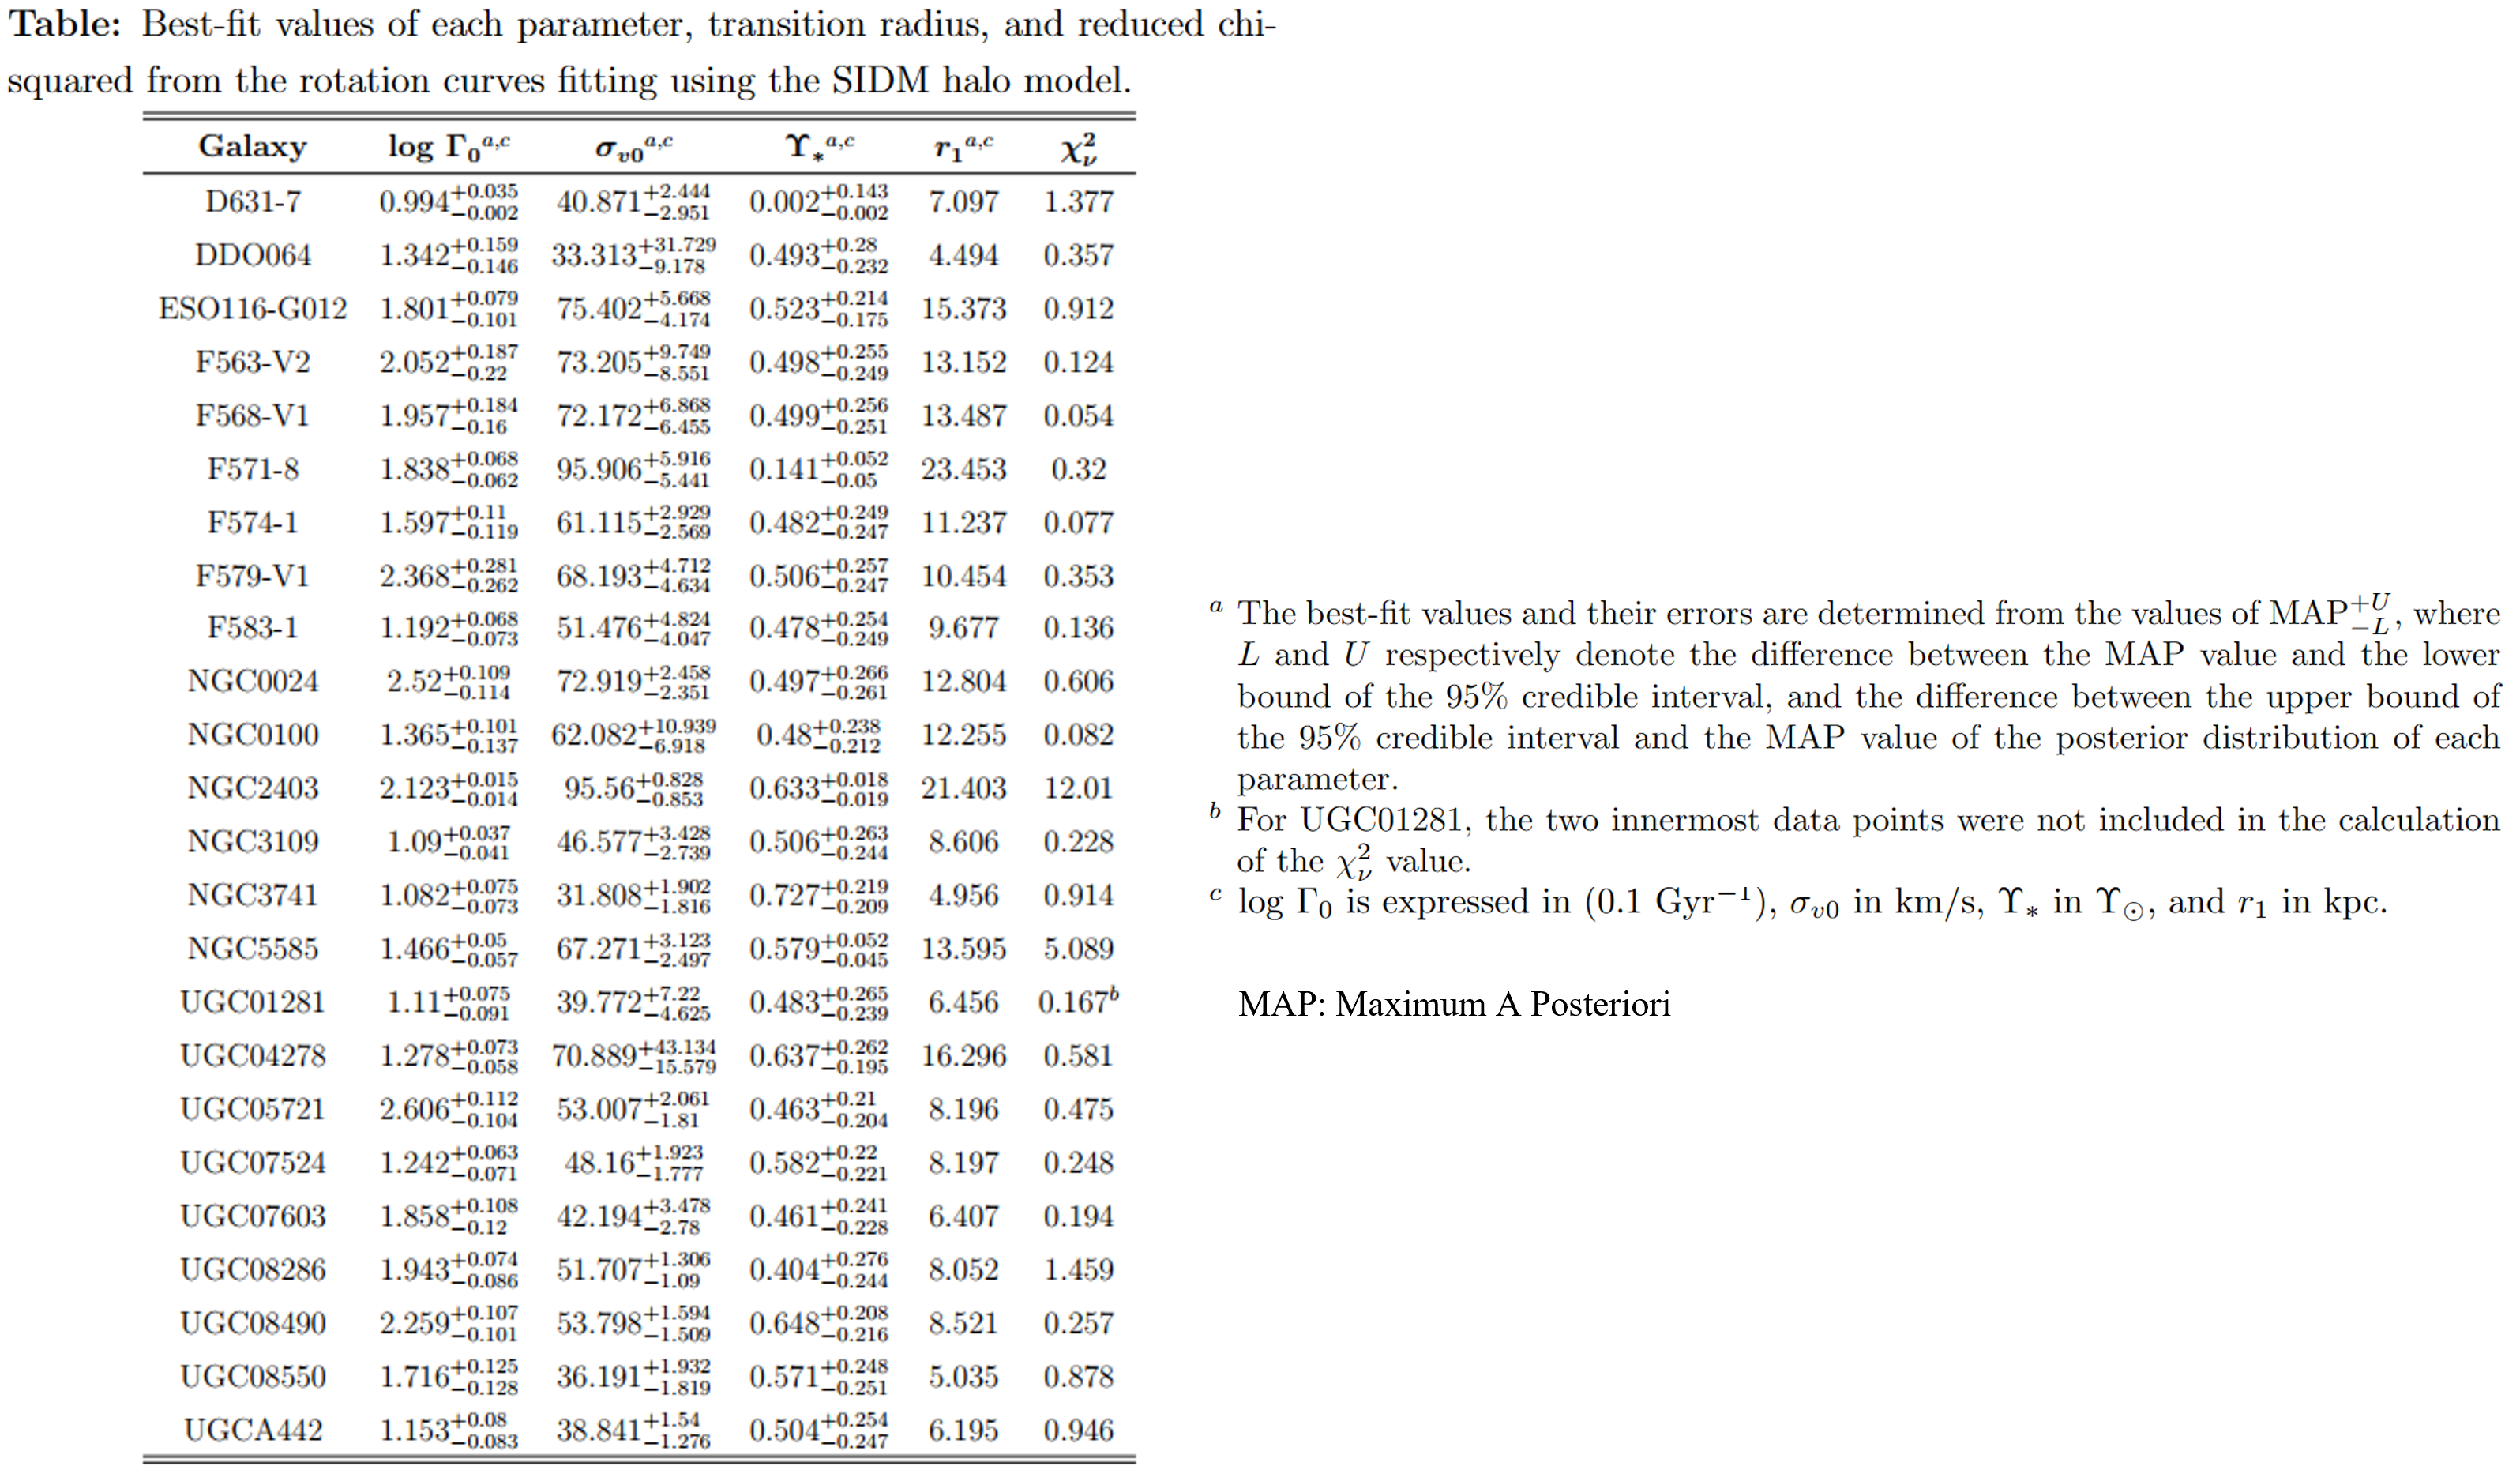 Table: Best-fit values of each parameter, transition radius, and reduced chi-
squared from the rotation curves fitting using the SIDM halo model.
Galaxy log Γ₀ᵃ,ᶜ σᵥ₀ᵃ,ᶜ ϒ⁎ᵃ,ᶜ r₁ᵃ,ᶜ χ²ᵥ
D631-7 0.994+0.035−0.002 40.871+2.444−2.951 0.002+0.143−0.002 7.097 1.377
DDO064 1.342+0.159−0.146 33.313+31.729−9.178 0.493+0.28−0.232 4.494 0.357
ESO116-G012 1.801+0.079−0.101 75.402+5.668−4.174 0.523+0.214−0.175 15.373 0.912
F563-V2 2.052+0.187−0.22 73.205+9.749−8.551 0.498+0.255−0.249 13.152 0.124
F568-V1 1.957+0.184−0.16 72.172+6.868−6.455 0.499+0.256−0.251 13.487 0.054
F571-8 1.838+0.068−0.062 95.906+5.916−5.441 0.141+0.052−0.05 23.453 0.32
F574-1 1.597+0.11−0.119 61.115+2.929−2.569 0.482+0.249−0.247 11.237 0.077
F579-V1 2.368+0.281−0.262 68.193+4.712−4.634 0.506+0.257−0.247 10.454 0.353
F583-1 1.192+0.068−0.073 51.476+4.824−4.047 0.478+0.254−0.249 9.677 0.136
NGC0024 2.52+0.109−0.114 72.919+2.458−2.351 0.497+0.266−0.261 12.804 0.606
NGC0100 1.365+0.101−0.137 62.082+10.939−6.918 0.48+0.238−0.212 12.255 0.082
NGC2403 2.123+0.015−0.014 95.56+0.828−0.853 0.633+0.018−0.019 21.403 12.01
NGC3109 1.09+0.037−0.041 46.577+3.428−2.739 0.506+0.263−0.244 8.606 0.228
NGC3741 1.082+0.075−0.073 31.808+1.902−1.816 0.727+0.219−0.209 4.956 0.914
NGC5585 1.466+0.05−0.057 67.271+3.123−2.497 0.579+0.052−0.045 13.595 5.089
UGC01281 1.11+0.075−0.091 39.772+7.22−4.625 0.483+0.265−0.239 6.456 0.167ᵇ
UGC04278 1.278+0.073−0.058 70.889+43.134−15.579 0.637+0.262−0.195 16.296 0.581
UGC05721 2.606+0.112−0.104 53.007+2.061−1.81 0.463+0.21−0.204 8.196 0.475
UGC07524 1.242+0.063−0.071 48.16+1.923−1.777 0.582+0.22−0.221 8.197 0.248
UGC07603 1.858+0.108−0.12 42.194+3.478−2.78 0.461+0.241−0.228 6.407 0.194
UGC08286 1.943+0.074−0.086 51.707+1.306−1.09 0.404+0.276−0.244 8.052 1.459
UGC08490 2.259+0.107−0.101 53.798+1.594−1.509 0.648+0.208−0.216 8.521 0.257
UGC08550 1.716+0.125−0.128 36.191+1.932−1.819 0.571+0.248−0.251 5.035 0.878
UGCA442 1.153+0.08−0.083 38.841+1.54−1.276 0.504+0.254−0.247 6.195 0.946
a The best-fit values and their errors are determined from the values of MAP+U−L, where
L and U respectively denote the difference between the MAP value and the lower
bound of the 95% credible interval, and the difference between the upper bound of
the 95% credible interval and the MAP value of the posterior distribution of each
parameter.
b For UGC01281, the two innermost data points were not included in the calculation
of the χ²ᵥ value.
c log Γ₀ is expressed in (0.1 Gyr⁻¹), σᵥ₀ in km/s, ϒ⁎ in ϒ⊙, and r₁ in kpc.
MAP: Maximum A Posteriori